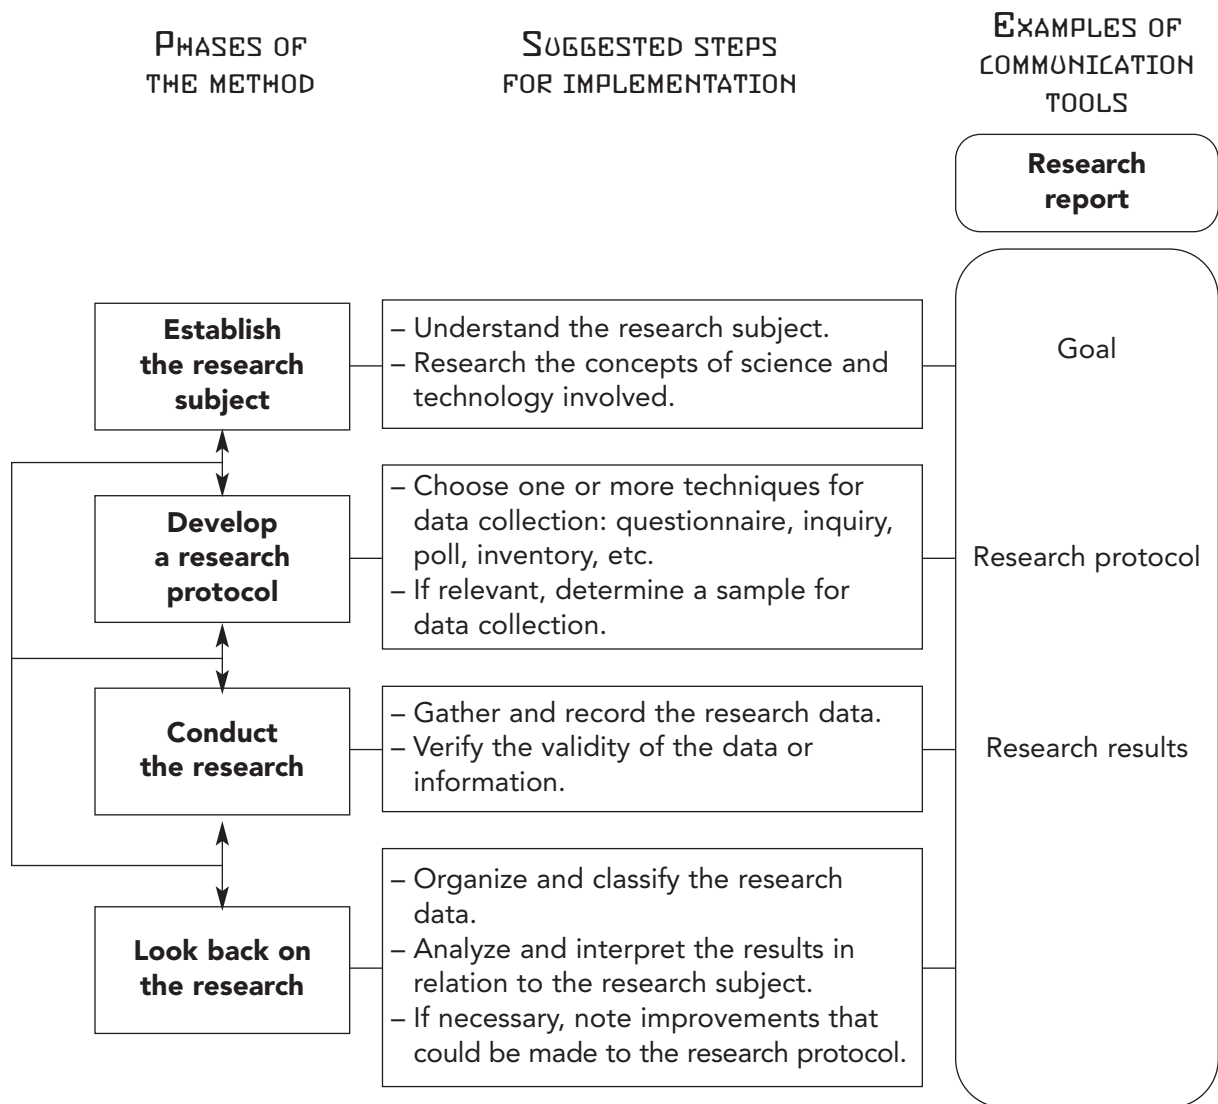 PHASES OF
THE METHOD
SUGGESTED STEPS
FOR IMPLEMENTATION
EXAMPLES OF
COMMUNICATION
TOOLS
Research
report
Establish
the research
subject
– Understand the research subject.
– Research the concepts of science and
technology involved.
Goal
Develop
a research
protocol
– Choose one or more techniques for
data collection: questionnaire, inquiry,
poll, inventory, etc.
– If relevant, determine a sample for
data collection.
Research protocol
Conduct
the research
– Gather and record the research data.
– Verify the validity of the data or
information.
Research results
Look back on
the research
– Organize and classify the research
data.
– Analyze and interpret the results in
relation to the research subject.
– If necessary, note improvements that
could be made to the research protocol.